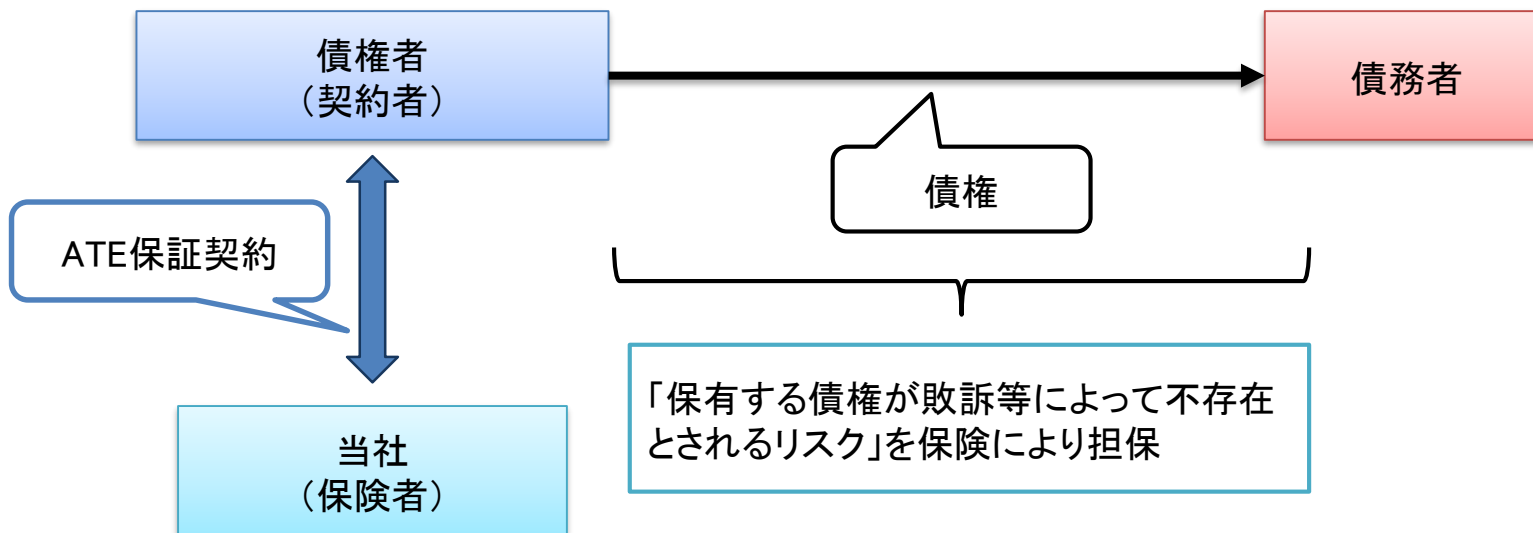 債権者
（契約者）
債務者
債権
ATE保証契約
「保有する債権が敗訴等によって不存在
とされるリスク」を保険により担保
当社
（保険者）